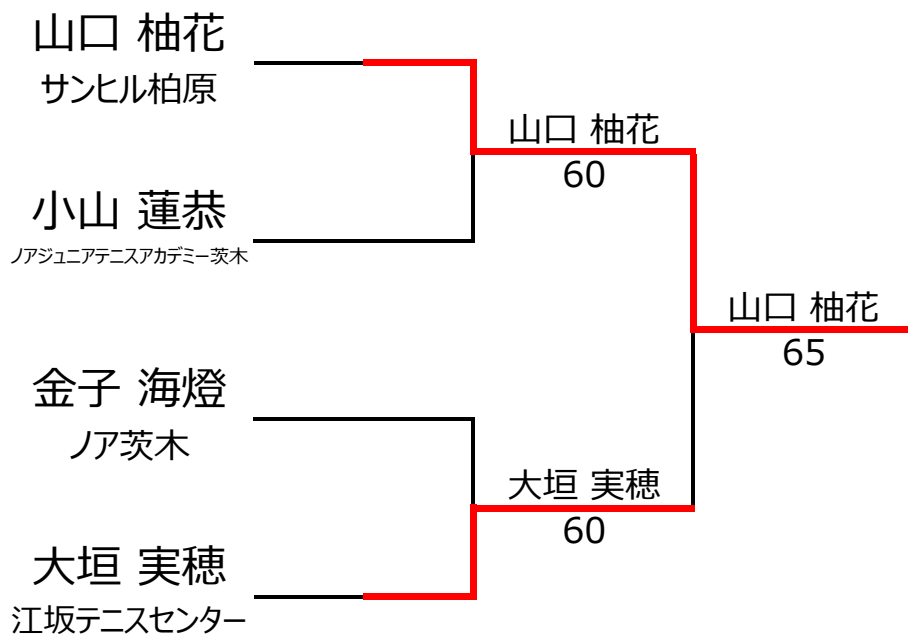 山口 柚花
サンヒル柏原
山口 柚花
60
小山 蓮恭
ノアジュニアテニスアカデミー茨木
山口 柚花
65
金子 海燈
ノア茨木
大垣 実穂
60
大垣 実穂
江坂テニスセンター